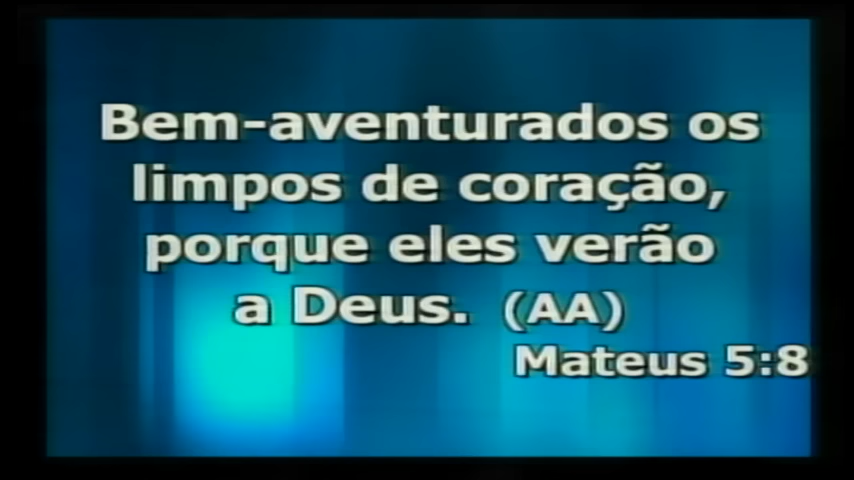 Bem-aventurados os
limpos de coração,
porque eles verão
a Deus. (AA)
Mateus 5:8